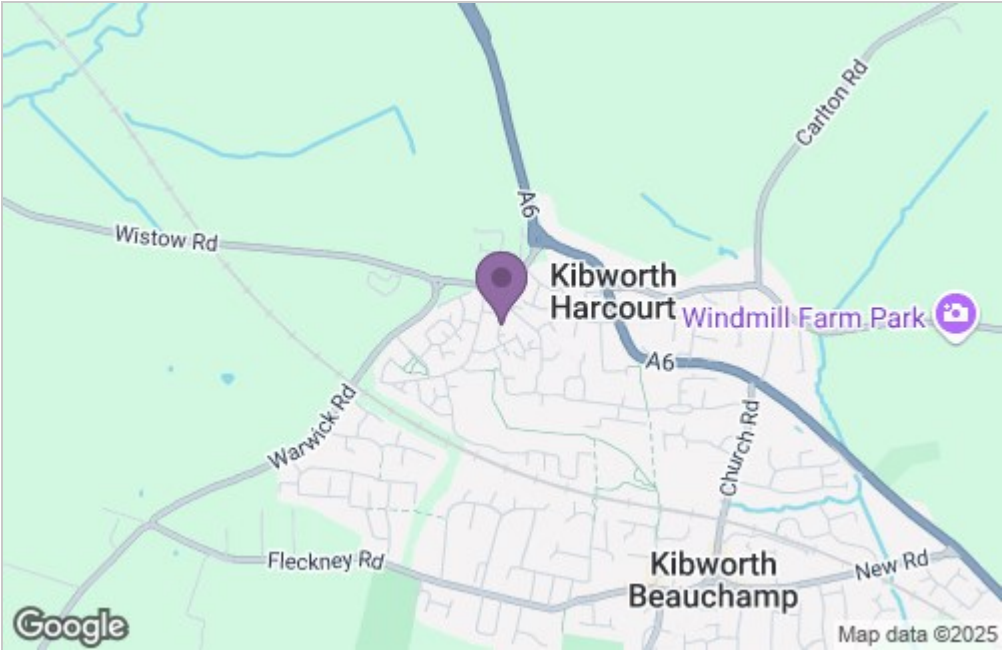 Carlton Rd
A6
Wistow Rd
Kibworth
Harcourt
Windmill Farm Park
A6
Warwick Rd
Church Rd
Fleckney Rd
Kibworth
Beauchamp
New Rd
Google
Map data ©2025